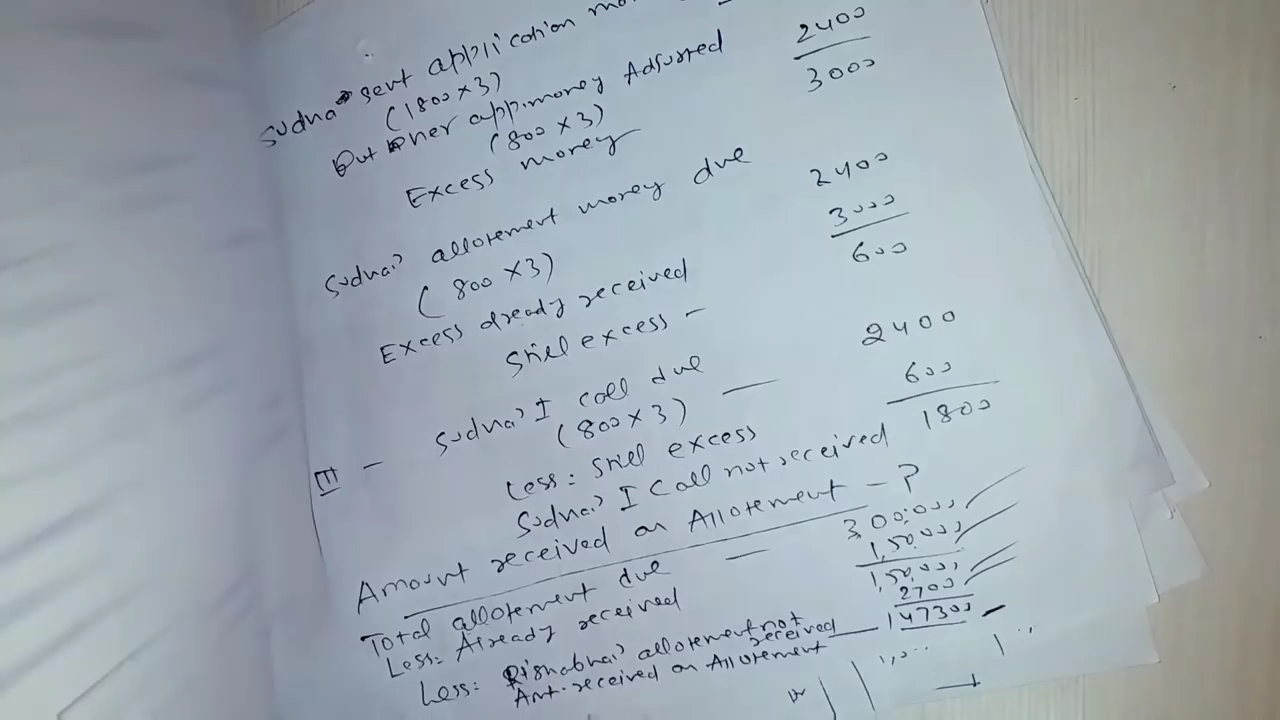 Sudha's sent application
(1800 x 3)
But her app. money Adjusted 2400
(800 x 3)
Excess money 3000
Sudha's allotement money due 2400
(800 x 3)
Excess already received 3000
Still excess - 600
III - Sudha's I call due 2400
(800 x 3)
Less: Still excess 600
Sudha's I call not received 1800
Amount received on Allotement - ?
Total allotement due 3,00,000
Less: Already received 1,50,000
1,50,000
Less: Rishabha's allotement not received 2700
Amt. received on Allotement 147300